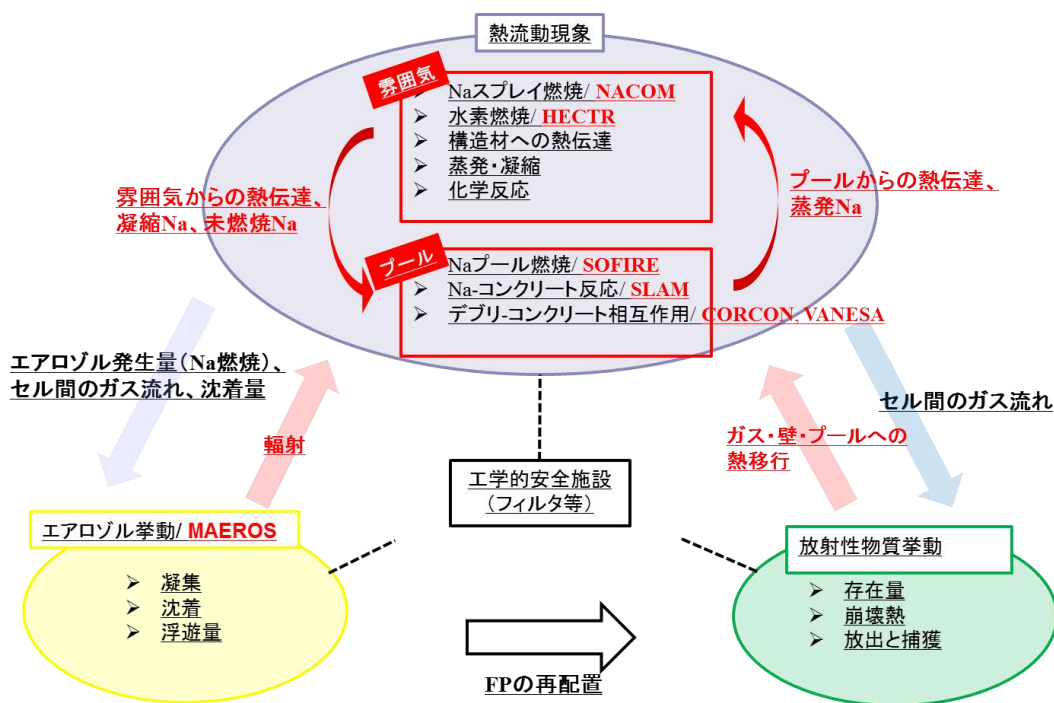 熱流動現象
雰囲気
➢ Naスプレイ燃焼/ NACOM
➢ 水素燃焼/ HECTR
➢ 構造材への熱伝達
➢ 蒸発・凝縮
➢ 化学反応
雰囲気からの熱伝達、
凝縮Na、未燃焼Na
プールからの熱伝達、
蒸発Na
プール
➢ Naプール燃焼/ SOFIRE
➢ Na-コンクリート反応/ SLAM
➢ デブリ-コンクリート相互作用/ CORCON, VANESA
エアロゾル発生量(Na燃焼)、
セル間のガス流れ、沈着量
輻射
セル間のガス流れ
ガス・壁・プールへの
熱移行
工学的安全施設
(フィルタ等)
エアロゾル挙動/ MAEROS
➢ 凝集
➢ 沈着
➢ 浮遊量
放射性物質挙動
➢ 存在量
➢ 崩壊熱
➢ 放出と捕獲
FPの再配置